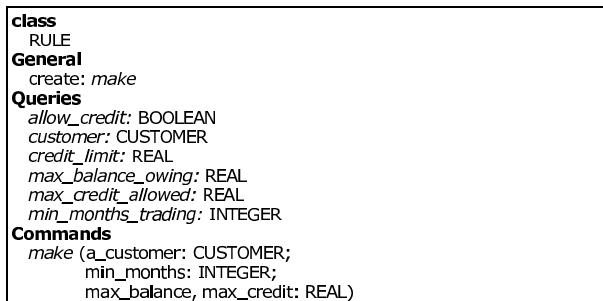 class
RULE
General
create: make
Queries
allow_credit: BOOLEAN
customer: CUSTOMER
credit_limit: REAL
max_balance_owing: REAL
max_credit_allowed: REAL
min_months_trading: INTEGER
Commands
make (a_customer: CUSTOMER;
min_months: INTEGER;
max_balance, max_credit: REAL)